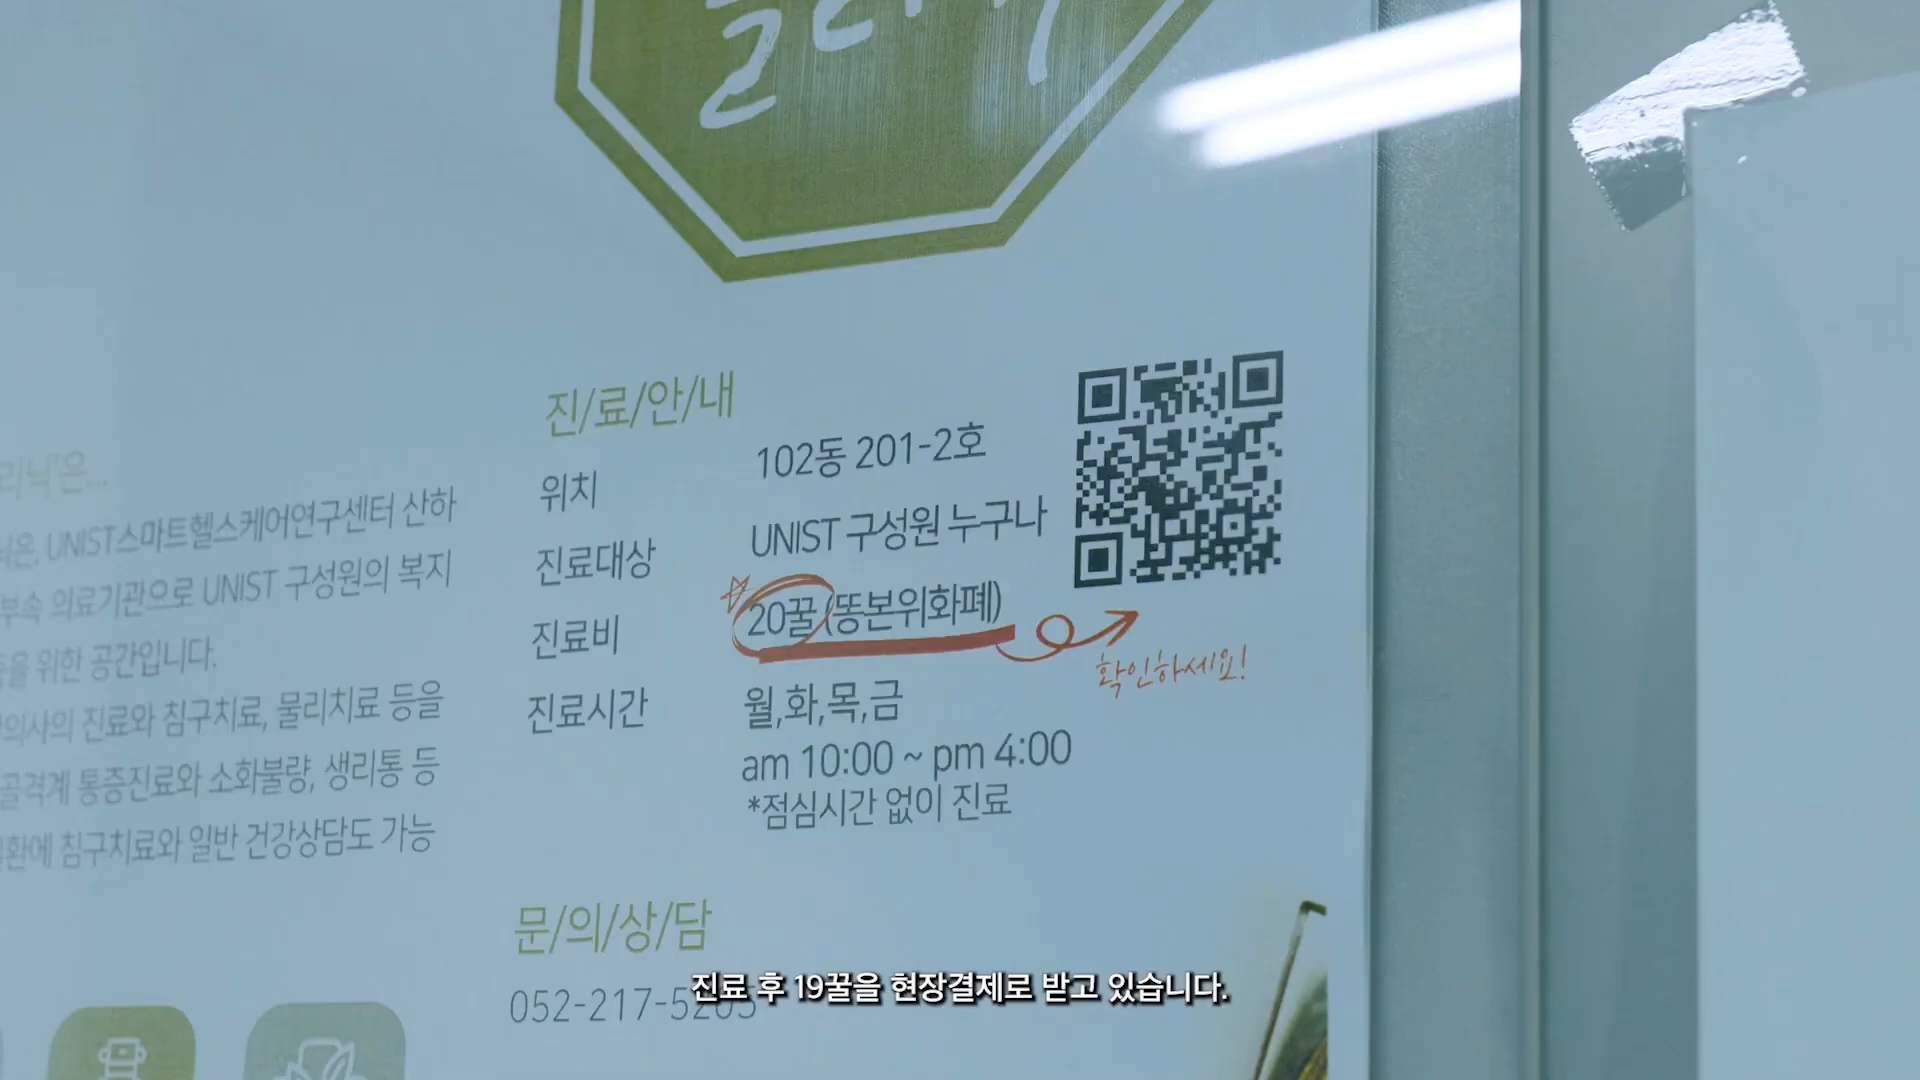 클리닉
리닉'은...
은, UNIST스마트헬스케어연구센터 산하
부속 의료기관으로 UNIST 구성원의 복지
을 위한 공간입니다.
의사의 진료와 침구치료, 물리치료 등을
골격계 통증진료와 소화불량, 생리통 등
환에 침구치료와 일반 건강상담도 가능
진/료/안/내
위치 102동 201-2호
진료대상 UNIST 구성원 누구나
진료비 20꿀 (똥본위화폐)
확인하세요!
진료시간 월,화,목,금
am 10:00 ~ pm 4:00
*점심시간 없이 진료
문/의/상/담
052-217-5205
진료 후 19꿀을 현장결제로 받고 있습니다.